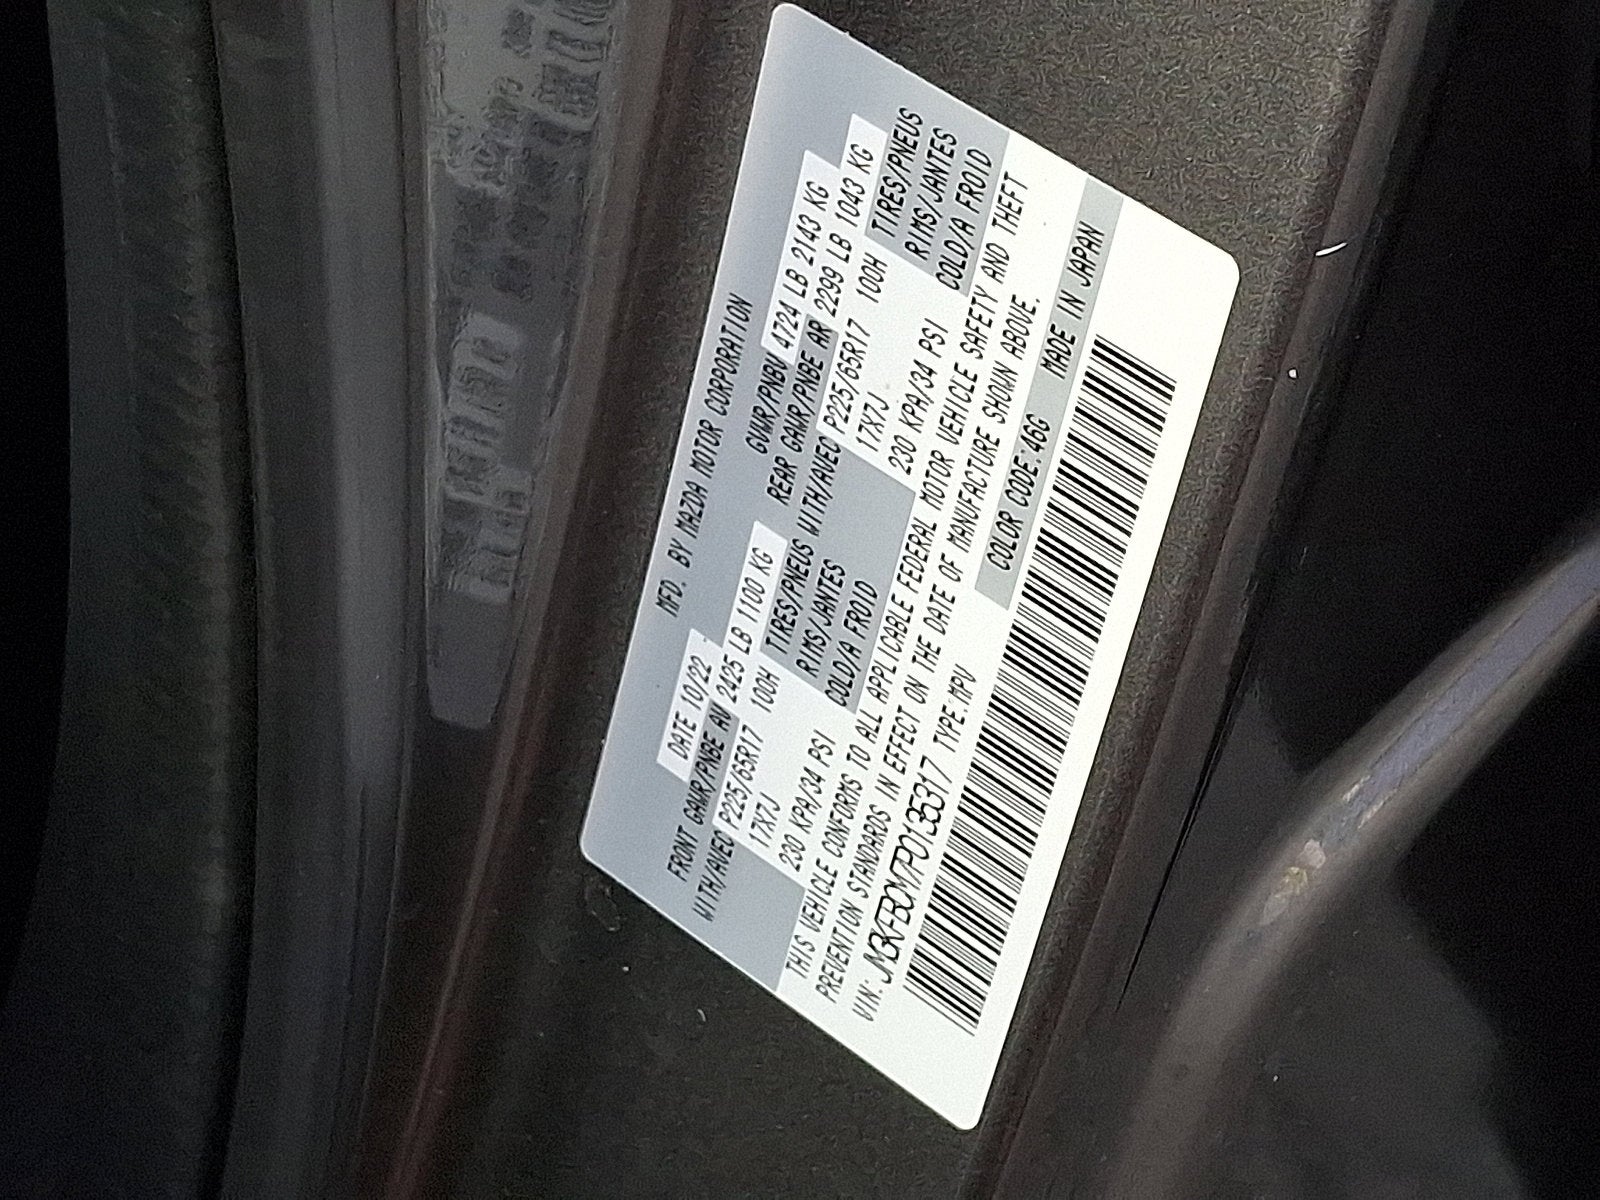 MFD. BY MAZDA MOTOR CORPORATION
DATE 10/22 GVWR/PNBV 4724 LB 2143 KG
FRONT GAWR/PNBE AV 2425 LB 1100 KG REAR GAWR/PNBE AR 2299 LB 1043 KG
WITH/AVEC P225/65R17 100H TIRES/PNEUS WITH/AVEC P225/65R17 100H TIRES/PNEUS
17X7J RIMS/JANTES 17X7J RIMS/JANTES
230 KPA/34 PSI COLD/A FROID 230 KPA/34 PSI COLD/A FROID
THIS VEHICLE CONFORMS TO ALL APPLICABLE FEDERAL MOTOR VEHICLE SAFETY AND THEFT
PREVENTION STANDARDS IN EFFECT ON THE DATE OF MANUFACTURE SHOWN ABOVE.
VIN: JM3KFBCM7P0135317 TYPE:MPV COLOR CODE:46G MADE IN JAPAN